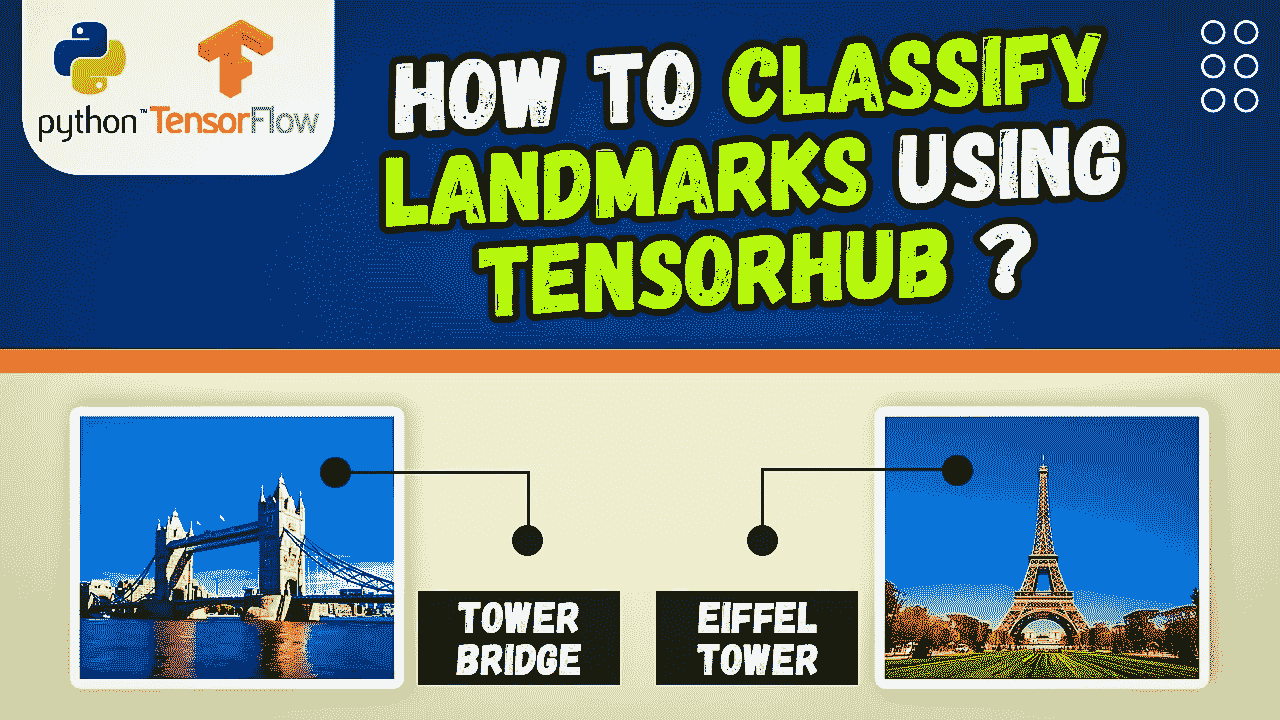 python™ TensorFlow
HOW TO CLASSIFY
LANDMARKS USING
TENSORHUB ?
TOWER
BRIDGE
EIFFEL
TOWER